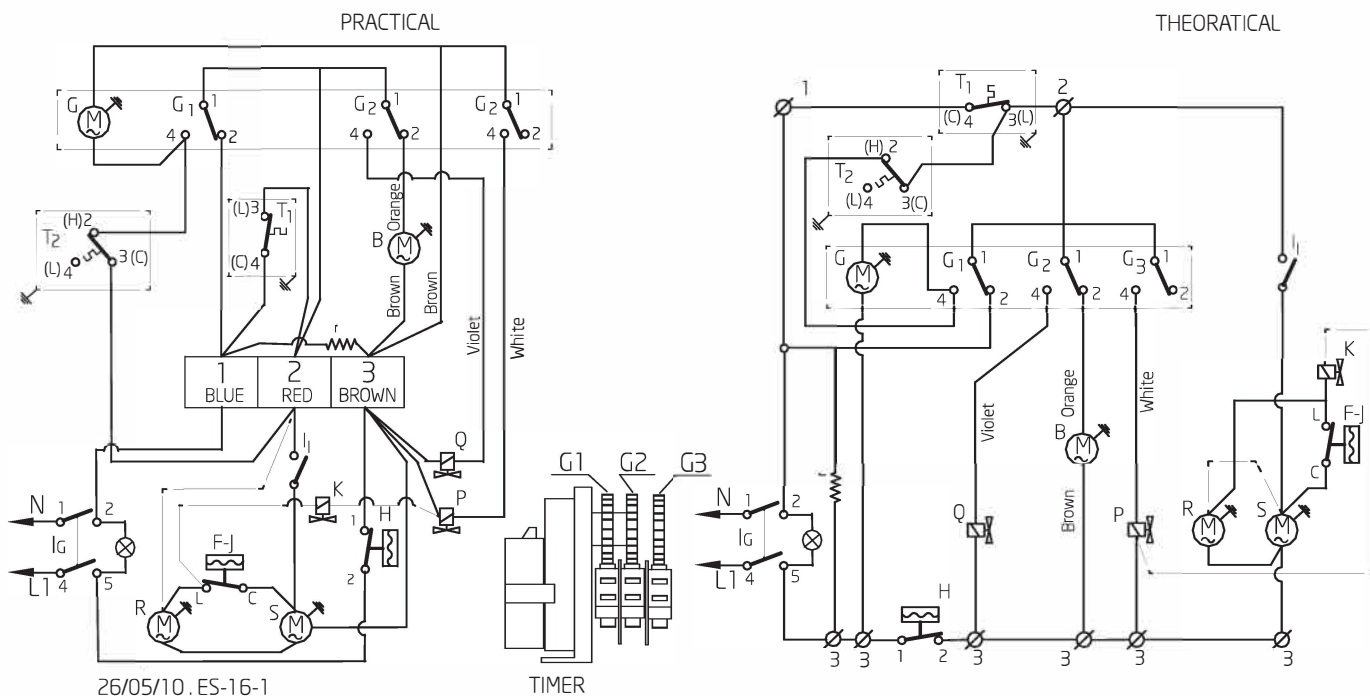 PRACTICAL
G
M
G1
1
4
2
G2
1
4
2
G2
1
4
2
(H)2
T2
3(C)
(L)4
(L)3
T1
(C)4
B
M
Orange
Brown
Brown
Violet
White
r
1
BLUE
2
RED
3
BROWN
N
1
2
IG
L1
4
5
K
Q
P
1
H
2
F-J
L
C
R
M
S
M
26/05/10 . ES-16-1
G1
G2
G3
TIMER
THEORATICAL
1
T1
5
(C)4
3(L)
2
(H)2
T2
(L)4
3(C)
G
M
G1
1
4
2
G2
1
4
2
G3
1
4
2
K
L
F-J
C
Violet
Orange
White
B
M
Brown
Q
P
R
M
S
M
N
1
2
IG
L1
4
5
H
1
2
3
3
3
3
3
3